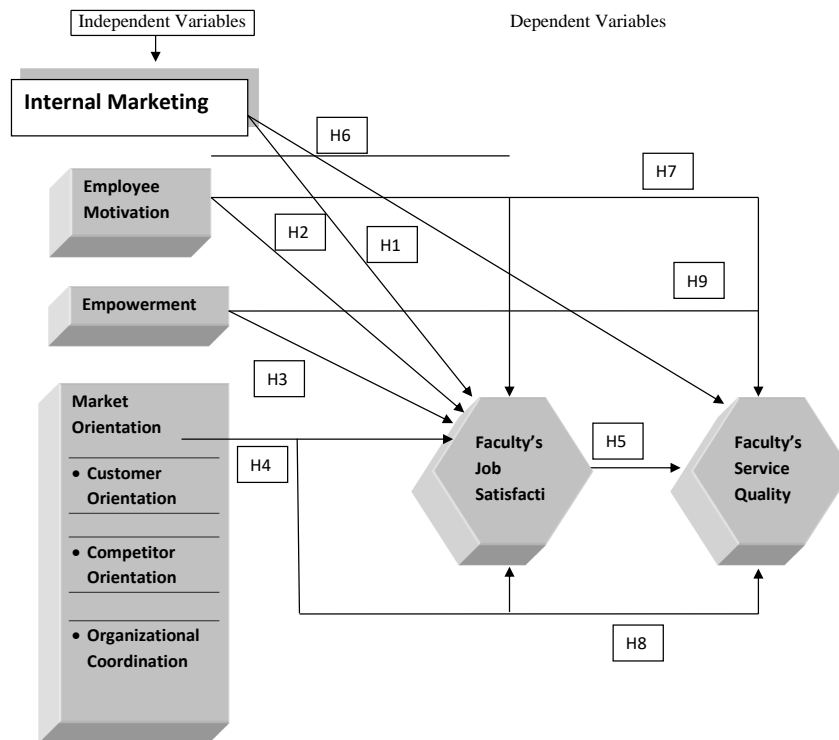 Independent Variables
Dependent Variables
Internal Marketing
H6
Employee
Motivation
H7
H2
H1
H9
Empowerment
H3
Market
Orientation
H4
• Customer
Orientation
• Competitor
Orientation
• Organizational
Coordination
Faculty's
Job
Satisfacti
H5
Faculty's
Service
Quality
H8